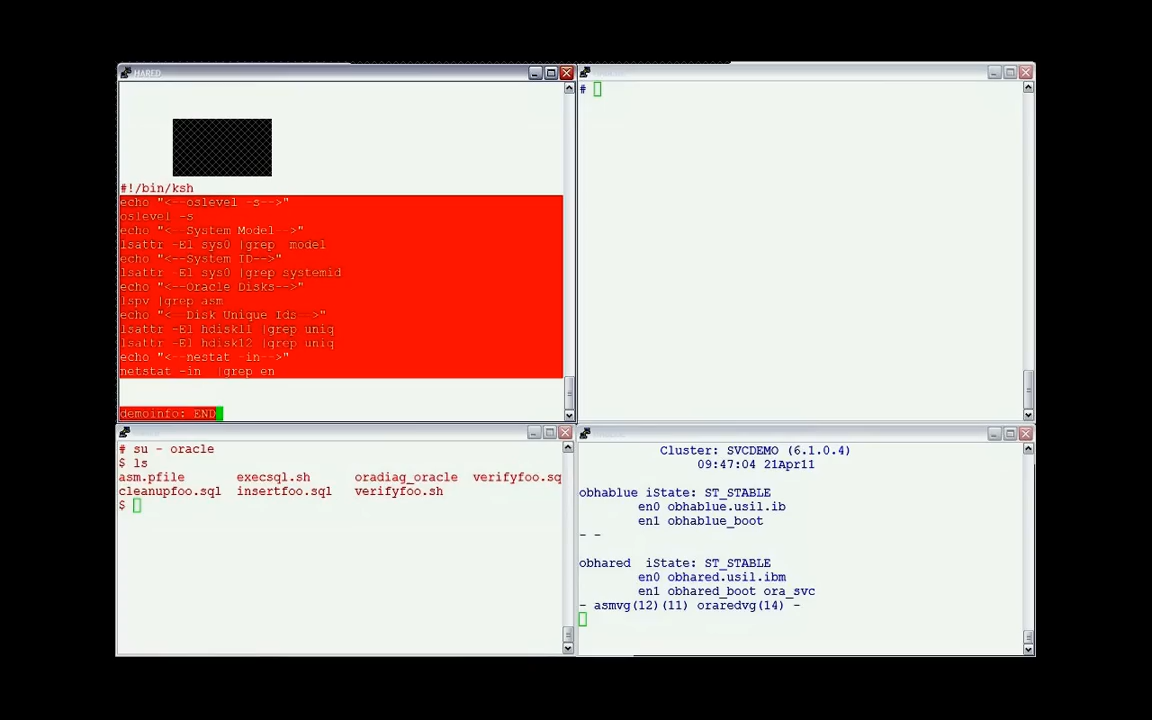 HARED
#!/bin/ksh
echo "<--oslevel -s-->"
oslevel -s
echo "<--System Model-->"
lsattr -El sys0 |grep  model
echo "<--System ID-->"
lsattr -El sys0 |grep systemid
echo "<--Oracle Disks-->"
lspv |grep asm
echo "<--Disk Unique Ids-->"
lsattr -El hdisk11 |grep uniq
lsattr -El hdisk12 |grep uniq
echo "<--nestat -in-->"
netstat -in  |grep en
demoinfo: END
#
# su - oracle
$ ls
asm.pfile       execsql.sh      oradiag_oracle  verifyfoo.sq
cleanupfoo.sql  insertfoo.sql   verifyfoo.sh
$
Cluster: SVCDEMO (6.1.0.4)
09:47:04 21Apr11
obhablue iState: ST_STABLE
en0 obhablue.usil.ib
en1 obhablue_boot
- -
obhared  iState: ST_STABLE
en0 obhared.usil.ibm
en1 obhared_boot ora_svc
- asmvg(12)(11) oraredvg(14) -